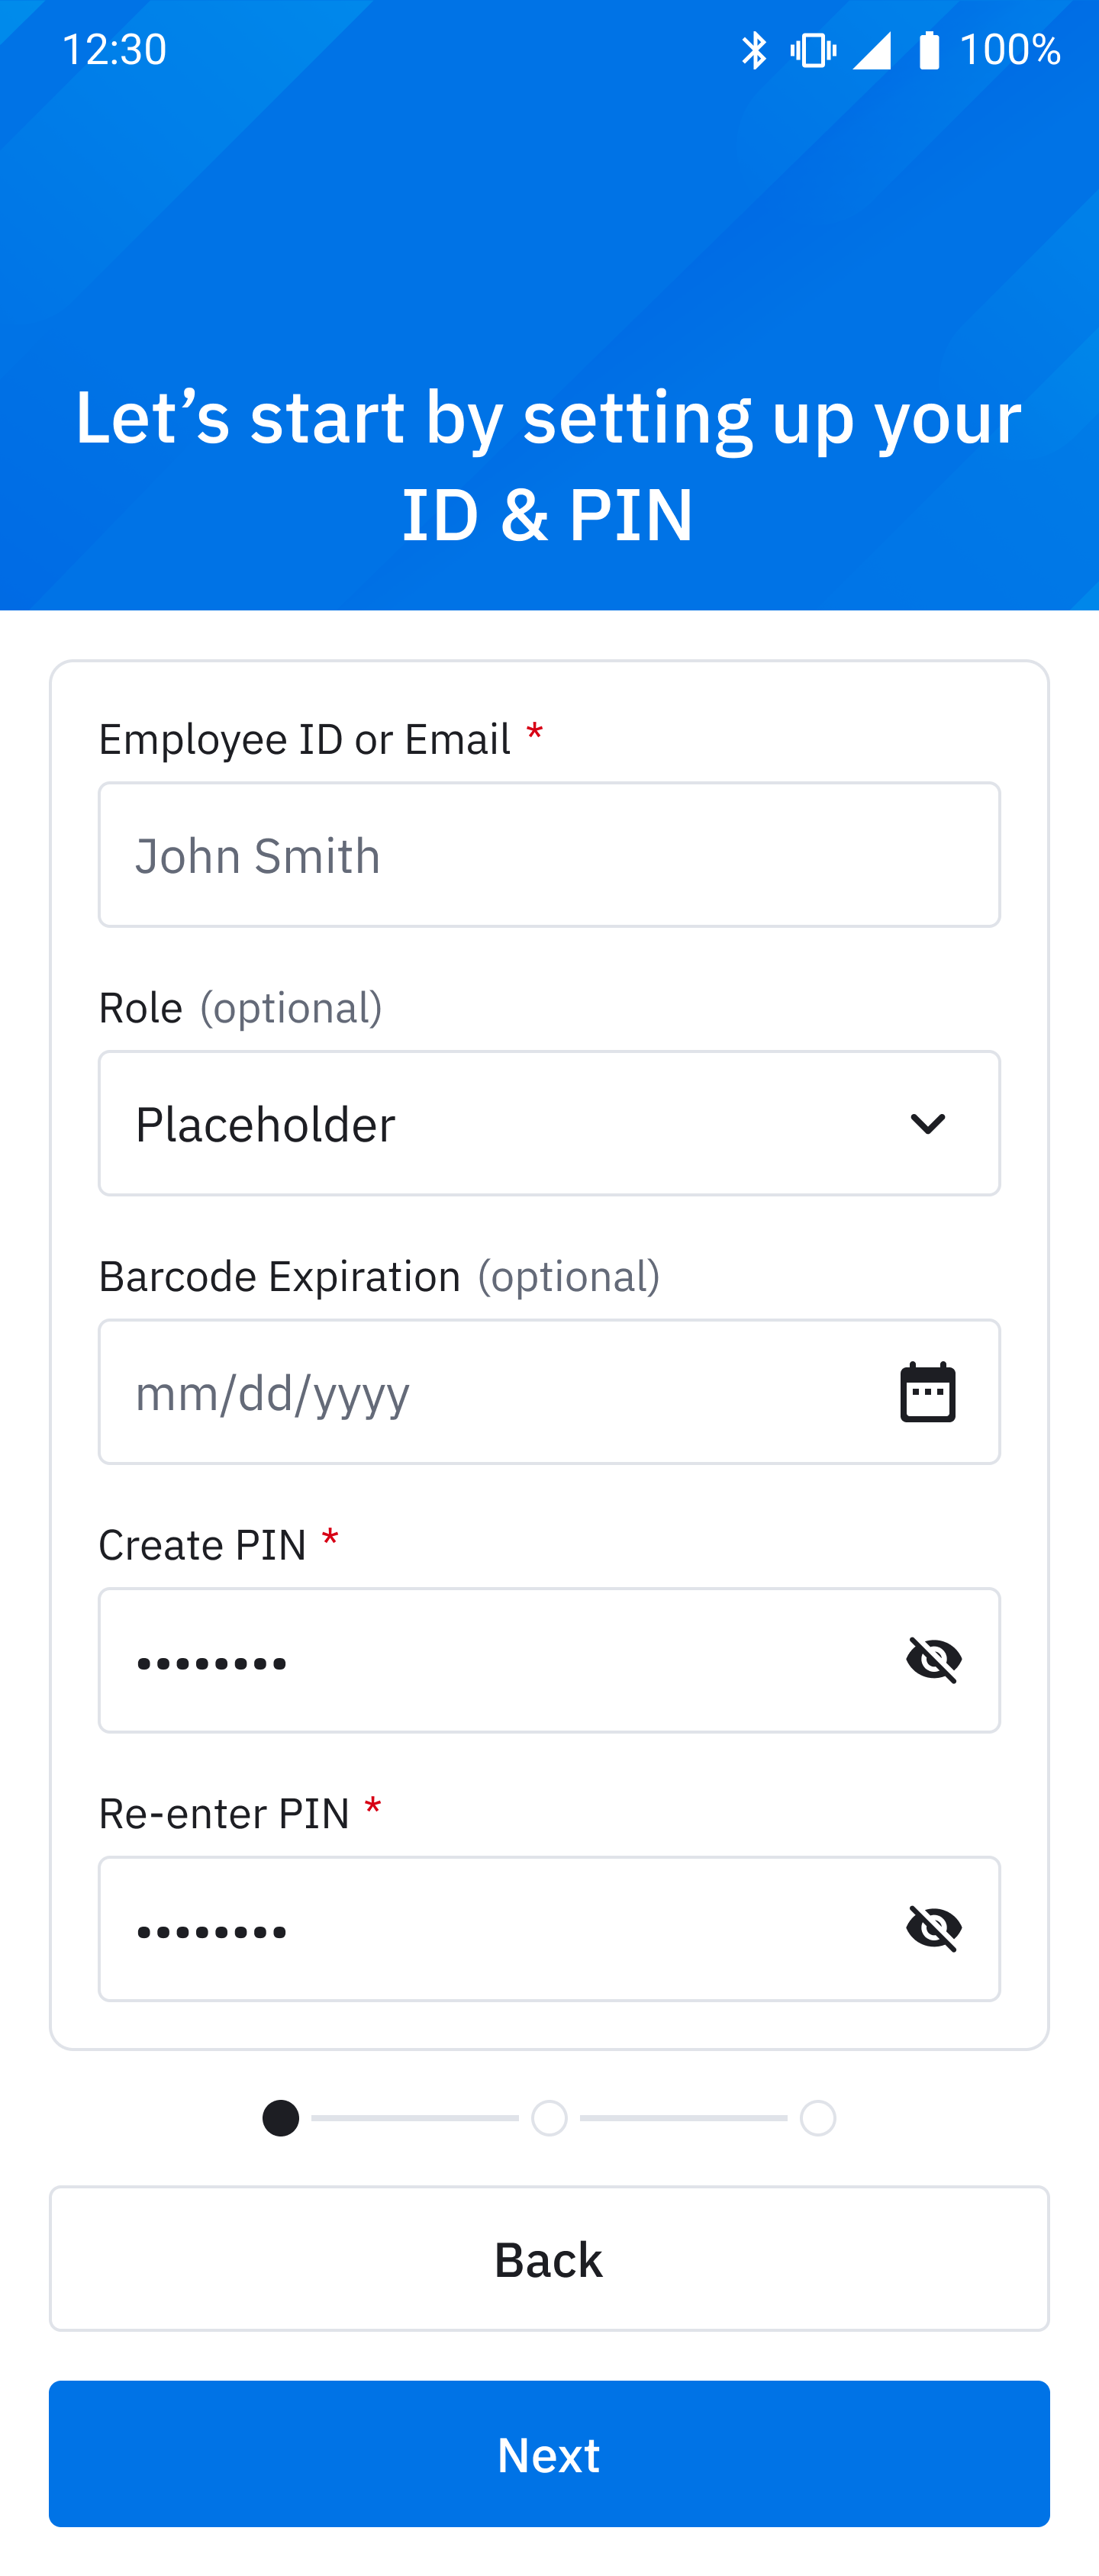 12:30
100%
Let’s start by setting up your
ID & PIN
Employee ID or Email *
John Smith
Role (optional)
Placeholder
Barcode Expiration (optional)
mm/dd/yyyy
Create PIN *
••••••••
Re-enter PIN *
••••••••
Back
Next